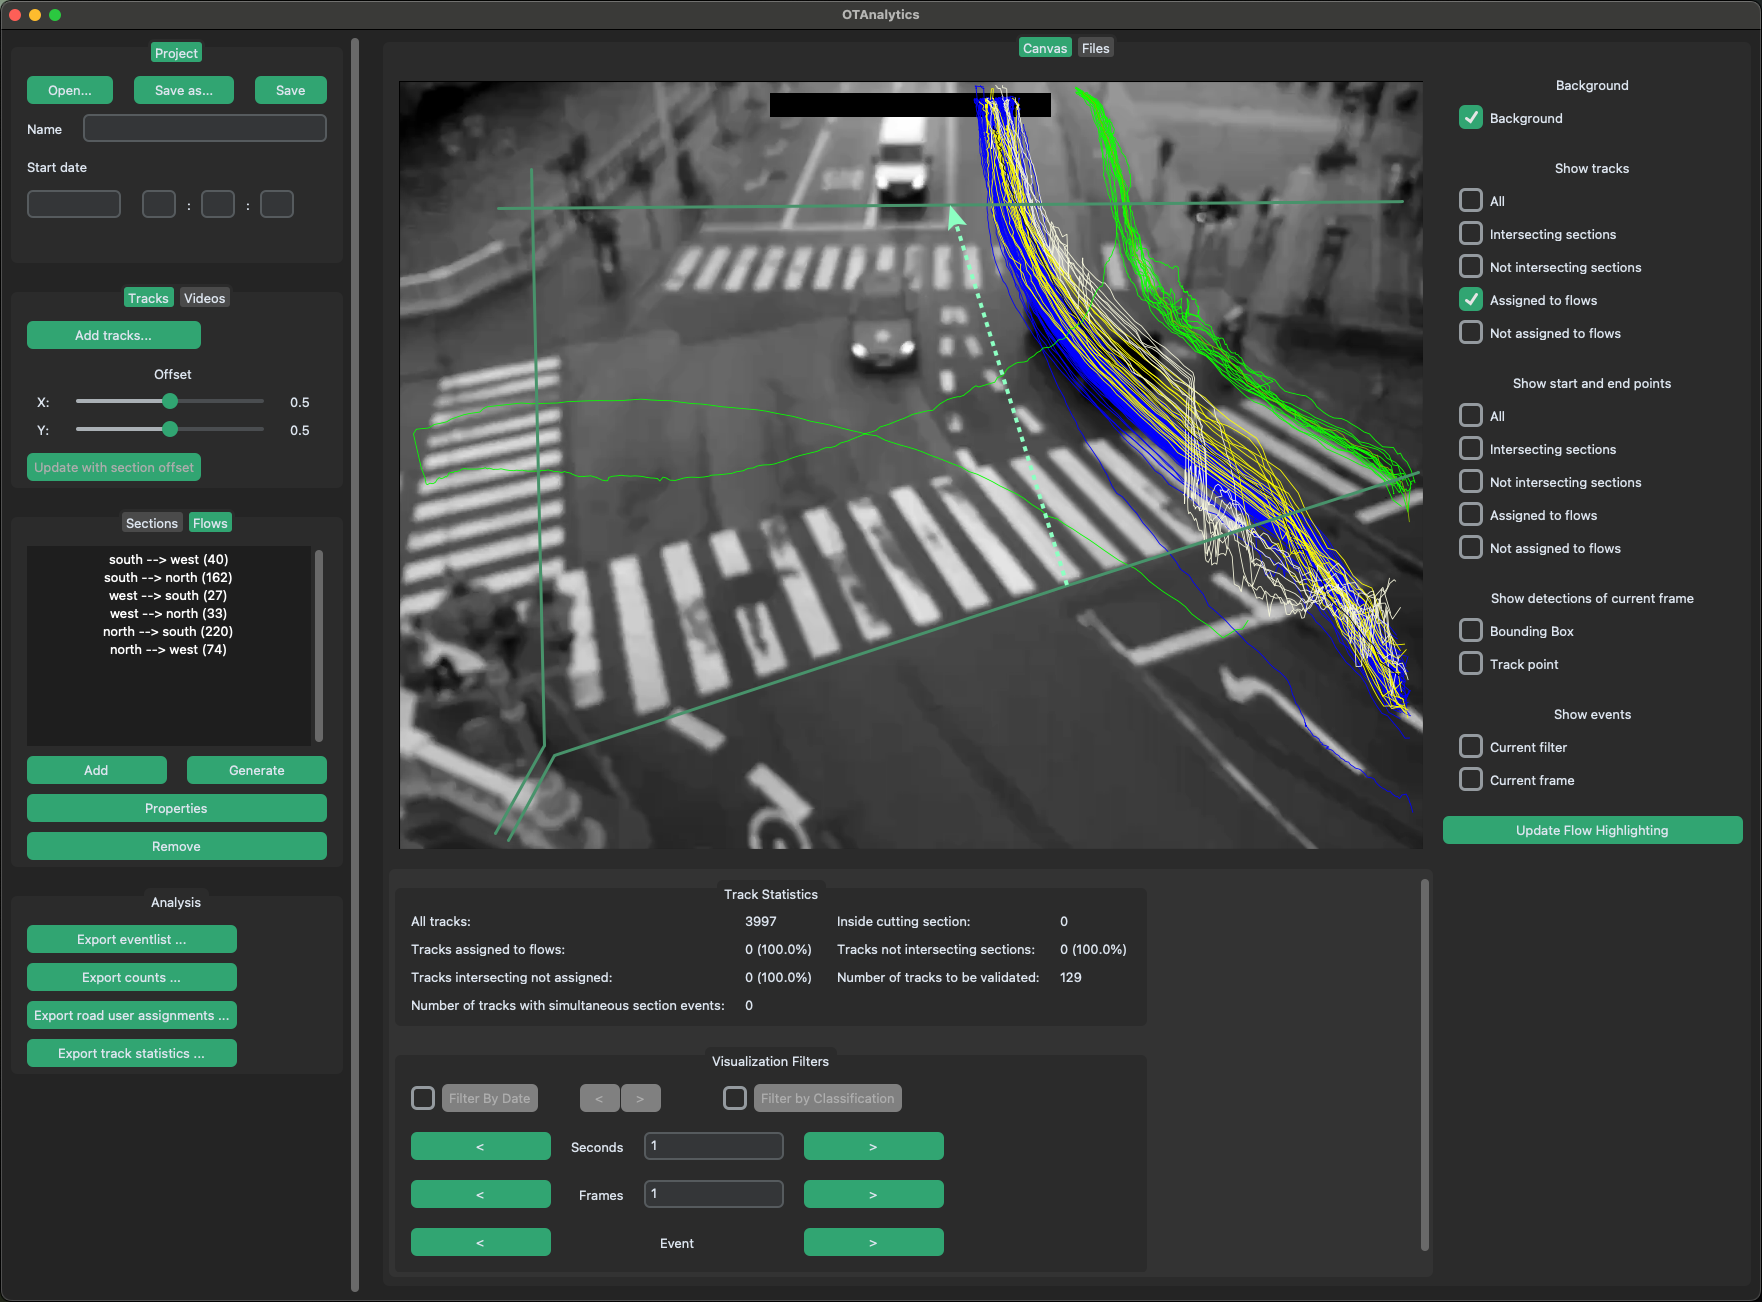 OTAnalytics
Project
Open...
Save as...
Save
Name
Start date
:
:
Tracks
Videos
Add tracks...
Offset
X:
0.5
Y:
0.5
Update with section offset
Sections
Flows
south --> west (40)
south --> north (162)
west --> south (27)
west --> north (33)
north --> south (220)
north --> west (74)
Add
Generate
Properties
Remove
Analysis
Export eventlist ...
Export counts ...
Export road user assignments ...
Export track statistics ...
Canvas
Files
Track Statistics
All tracks:
3997
Inside cutting section:
0
Tracks assigned to flows:
0 (100.0%)
Tracks not intersecting sections:
0 (100.0%)
Tracks intersecting not assigned:
0 (100.0%)
Number of tracks to be validated:
129
Number of tracks with simultaneous section events:
0
Visualization Filters
Filter By Date
<
>
Filter by Classification
<
Seconds
1
>
<
Frames
1
>
<
Event
>
Background
Background
Show tracks
All
Intersecting sections
Not intersecting sections
Assigned to flows
Not assigned to flows
Show start and end points
All
Intersecting sections
Not intersecting sections
Assigned to flows
Not assigned to flows
Show detections of current frame
Bounding Box
Track point
Show events
Current filter
Current frame
Update Flow Highlighting